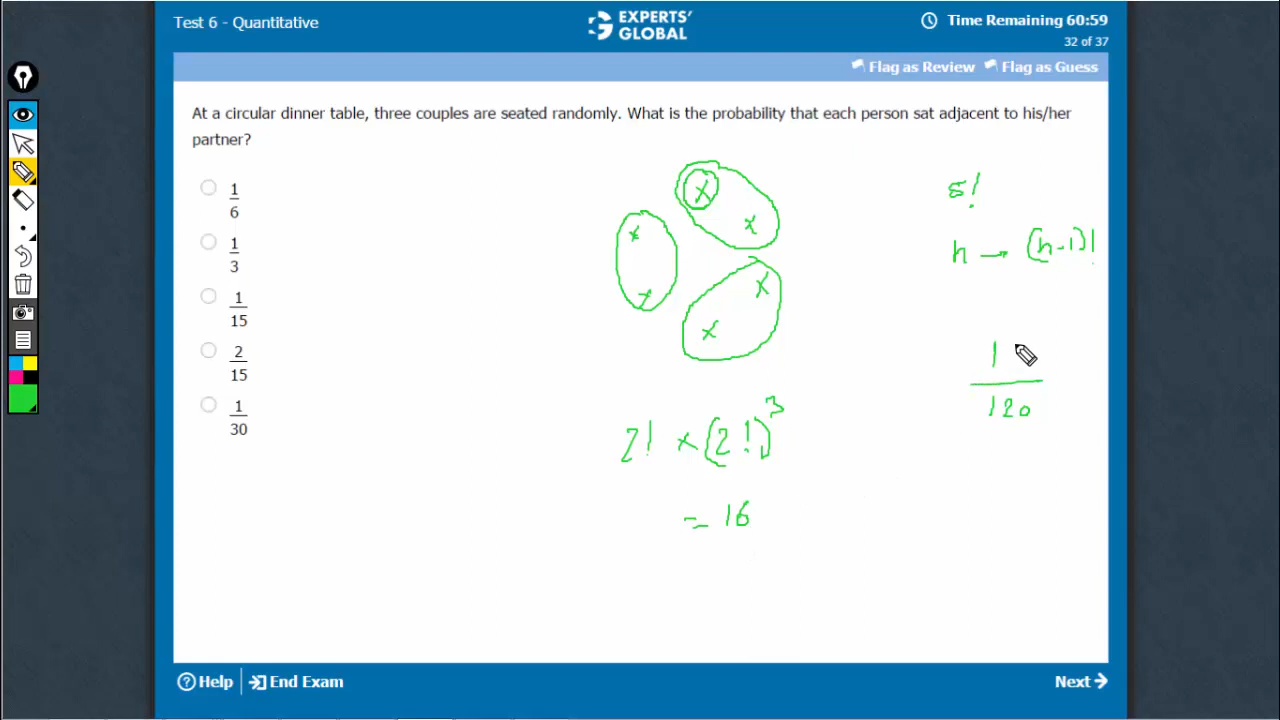 Test 6 - Quantitative
EXPERTS'
GLOBAL
Time Remaining 60:59
32 of 37
Flag as Review
Flag as Guess
At a circular dinner table, three couples are seated randomly. What is the probability that each person sat adjacent to his/her
partner?
1
6
1
3
1
15
2
15
1
30
x
x
x
x
x
x
5!
n → (n-1)!
1
120
2! × (2!)³
= 16
Help
End Exam
Next